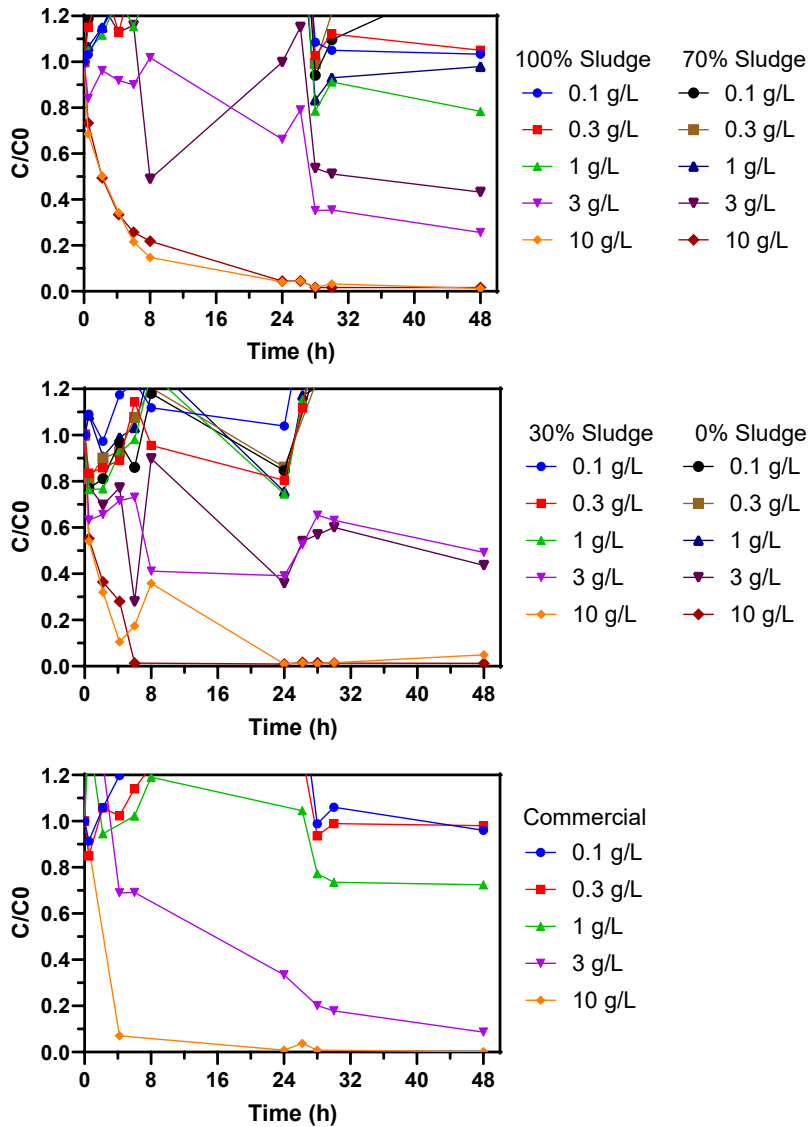 1.2
1.0
0.8
0.6
0.4
0.2
0.0
C/C0
0 8 16 24 32 40 48
Time (h)
100% Sludge 70% Sludge
0.1 g/L 0.1 g/L
0.3 g/L 0.3 g/L
1 g/L 1 g/L
3 g/L 3 g/L
10 g/L 10 g/L
1.2
1.0
0.8
0.6
0.4
0.2
0.0
C/C0
0 8 16 24 32 40 48
Time (h)
30% Sludge 0% Sludge
0.1 g/L 0.1 g/L
0.3 g/L 0.3 g/L
1 g/L 1 g/L
3 g/L 3 g/L
10 g/L 10 g/L
1.2
1.0
0.8
0.6
0.4
0.2
0.0
C/C0
0 8 16 24 32 40 48
Time (h)
Commercial
0.1 g/L
0.3 g/L
1 g/L
3 g/L
10 g/L